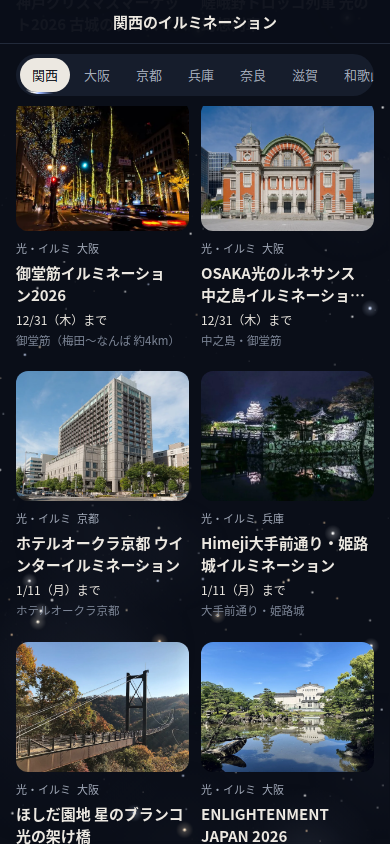 関西のイルミネーション
関西
大阪
京都
兵庫
奈良
滋賀
光・イルミ 大阪
御堂筋イルミネーショ
ン2026
12/31（木）まで
御堂筋（梅田〜なんば 約4km）
光・イルミ 大阪
OSAKA光のルネサンス
中之島イルミネーショ…
12/31（木）まで
中之島・御堂筋
光・イルミ 京都
ホテルオークラ京都 ウイ
ンターイルミネーション
1/11（月）まで
ホテルオークラ京都
光・イルミ 兵庫
Himeji大手前通り・姫路
城イルミネーション
1/11（月）まで
大手前通り・姫路城
光・イルミ 大阪
ほしだ園地 星のブランコ
光の架け橋
光・イルミ 大阪
ENLIGHTENMENT
JAPAN 2026